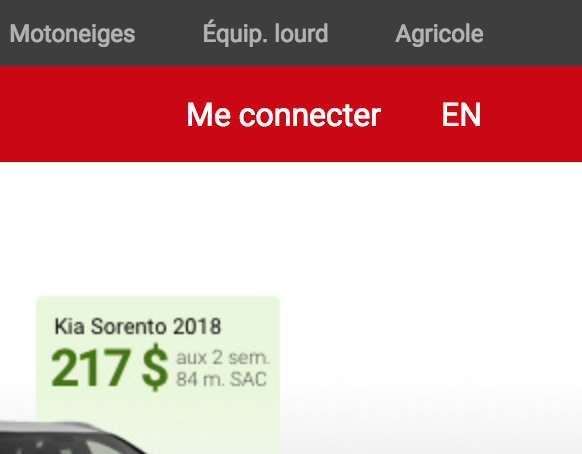 Motoneiges Équip. lourd Agricole
Me connecter EN
Kia Sorento 2018
217 $ aux 2 sem.
84 m. SAC